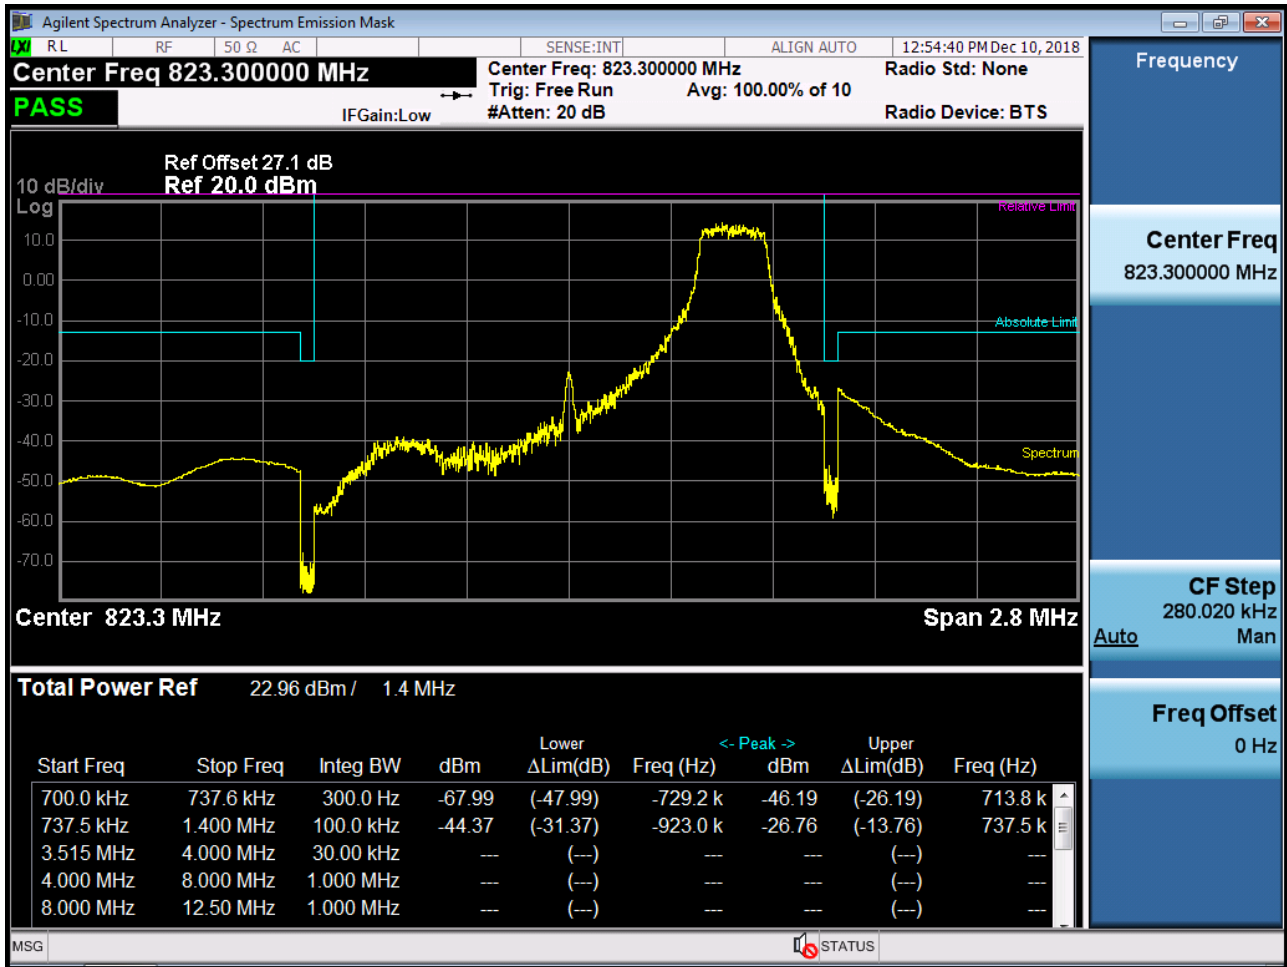 Agilent Spectrum Analyzer - Spectrum Emission Mask
LXI RL RF 50 Ω AC SENSE:INT ALIGN AUTO 12:54:40 PM Dec 10, 2018
Center Freq 823.300000 MHz
Center Freq: 823.300000 MHz Radio Std: None
Trig: Free Run Avg: 100.00% of 10
PASS IFGain:Low #Atten: 20 dB Radio Device: BTS
Ref Offset 27.1 dB
10 dB/div Ref 20.0 dBm
Log
Relative Limit
10.0
0.00
-10.0
Absolute Limit
-20.0
-30.0
-40.0
Spectrum
-50.0
-60.0
-70.0
Center 823.3 MHz Span 2.8 MHz
Total Power Ref 22.96 dBm / 1.4 MHz
Lower <- Peak -> Upper
Start Freq Stop Freq Integ BW dBm ΔLim(dB) Freq (Hz) dBm ΔLim(dB) Freq (Hz)
700.0 kHz 737.6 kHz 300.0 Hz -67.99 (-47.99) -729.2 k -46.19 (-26.19) 713.8 k
737.5 kHz 1.400 MHz 100.0 kHz -44.37 (-31.37) -923.0 k -26.76 (-13.76) 737.5 k
3.515 MHz 4.000 MHz 30.00 kHz --- (---) --- --- (---) ---
4.000 MHz 8.000 MHz 1.000 MHz --- (---) --- --- (---) ---
8.000 MHz 12.50 MHz 1.000 MHz --- (---) --- --- (---) ---
MSG STATUS
Frequency
Center Freq
823.300000 MHz
CF Step
280.020 kHz
Auto Man
Freq Offset
0 Hz